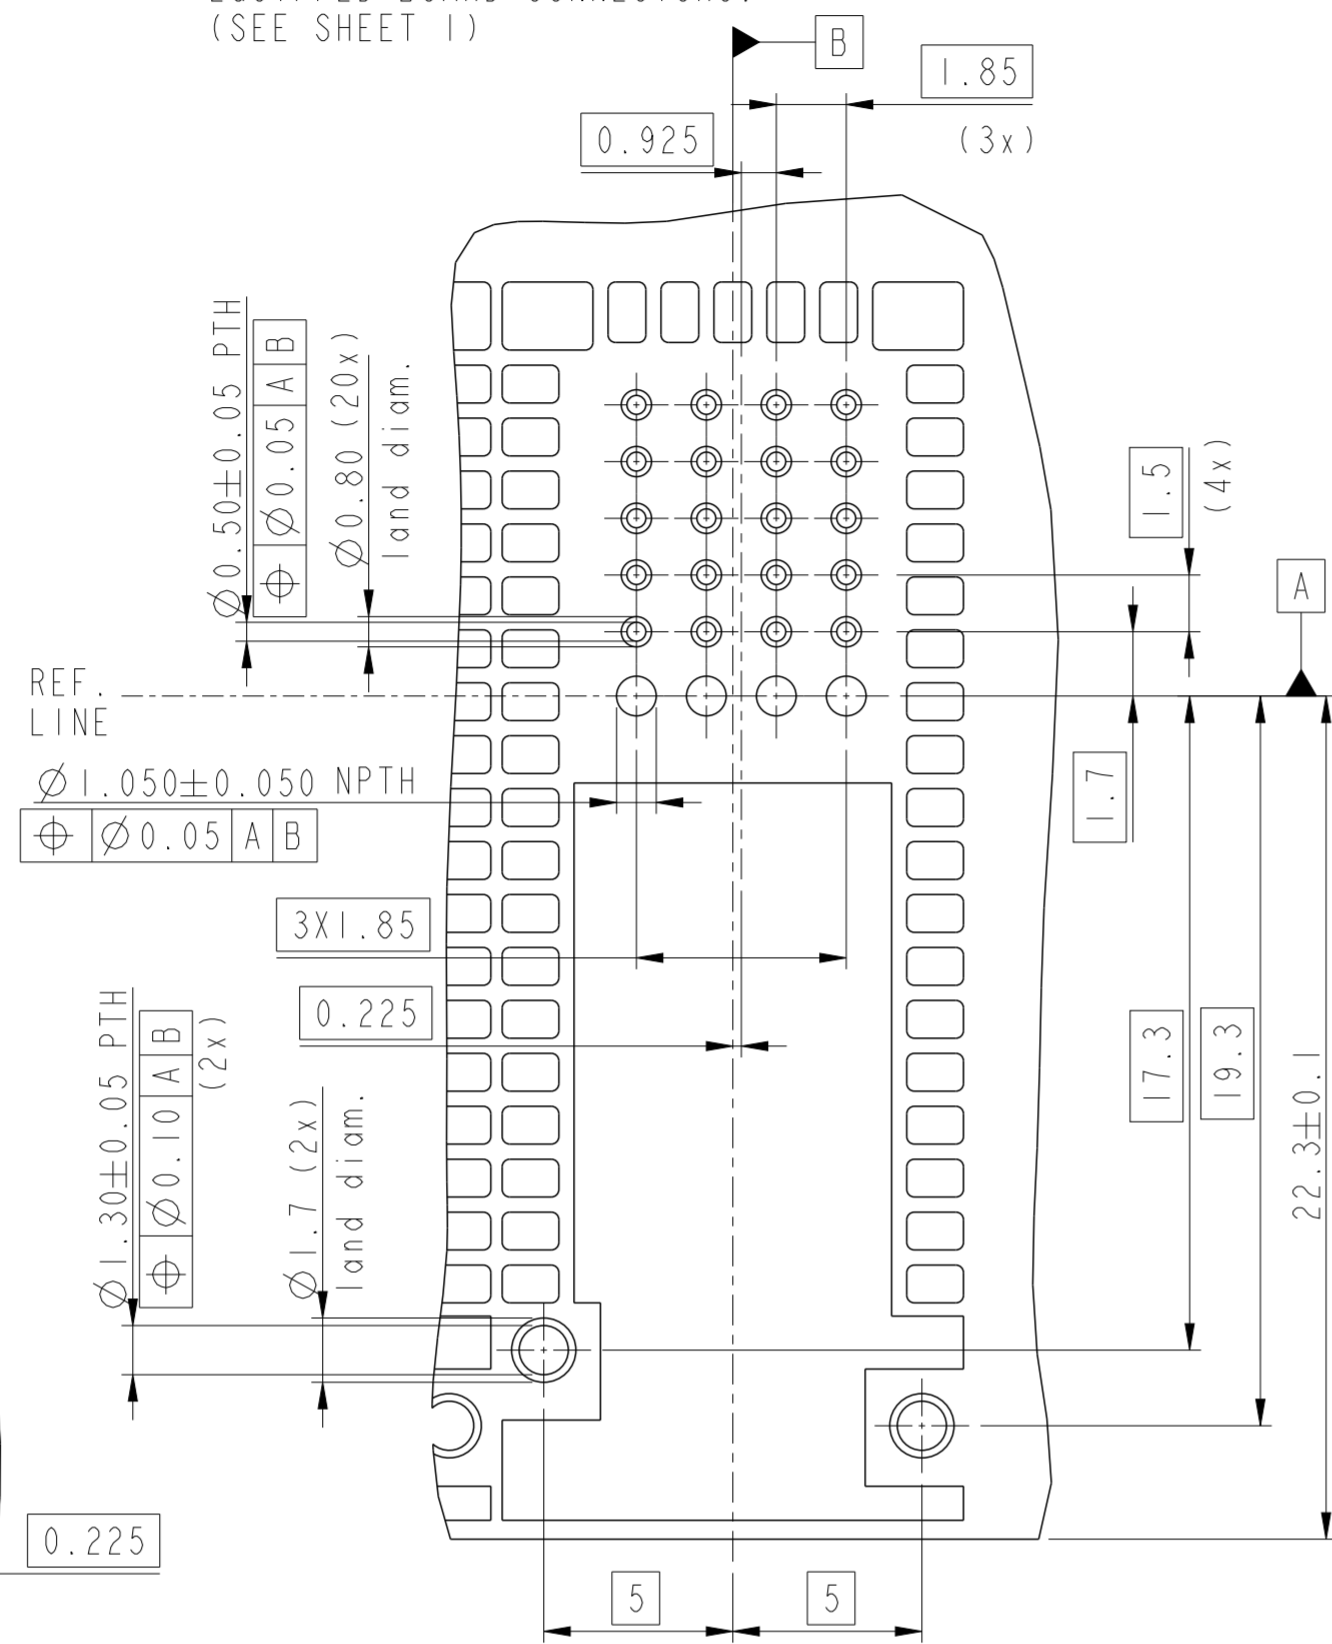 (SEE SHEET 1)
B
1.85
(3x)
0.925
Ø0.50±0.05 PTH
⌖ Ø0.05 A B
Ø0.80 (20x)
land diam.
1.5
(4x)
A
REF.
LINE
Ø1.050±0.050 NPTH
⌖ Ø0.05 A B
1.7
3X1.85
0.225
Ø1.30±0.05 PTH
⌖ Ø0.10 A B
(2x)
Ø1.7 (2x)
land diam.
17.3
19.3
22.3±0.1
0.225
5
5